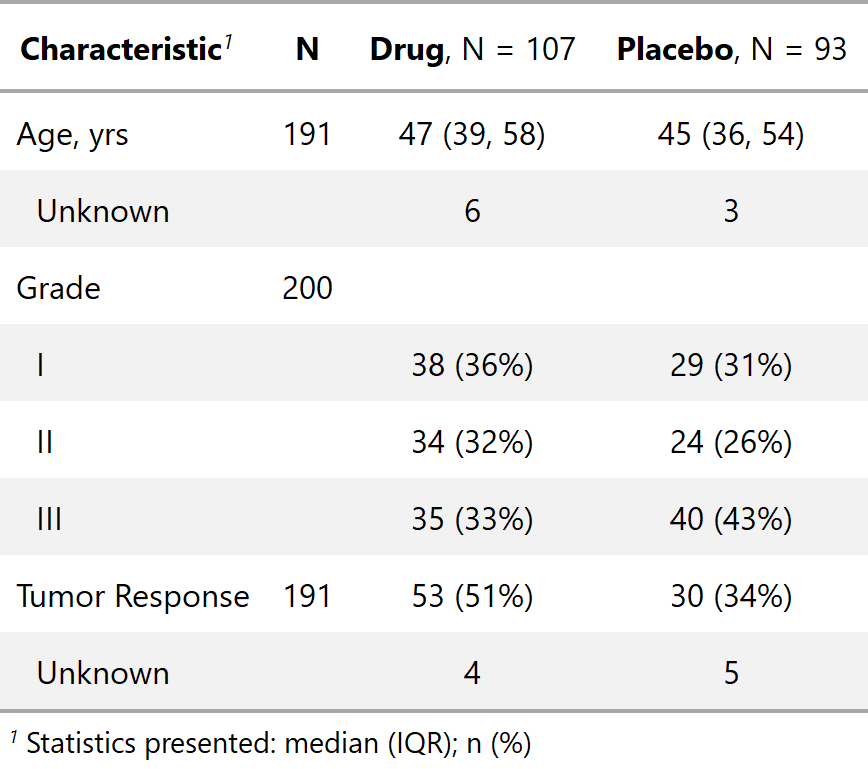 Characteristic1 N Drug, N = 107 Placebo, N = 93
Age, yrs 191 47 (39, 58) 45 (36, 54)
Unknown 6 3
Grade 200
I 38 (36%) 29 (31%)
II 34 (32%) 24 (26%)
III 35 (33%) 40 (43%)
Tumor Response 191 53 (51%) 30 (34%)
Unknown 4 5
1 Statistics presented: median (IQR); n (%)